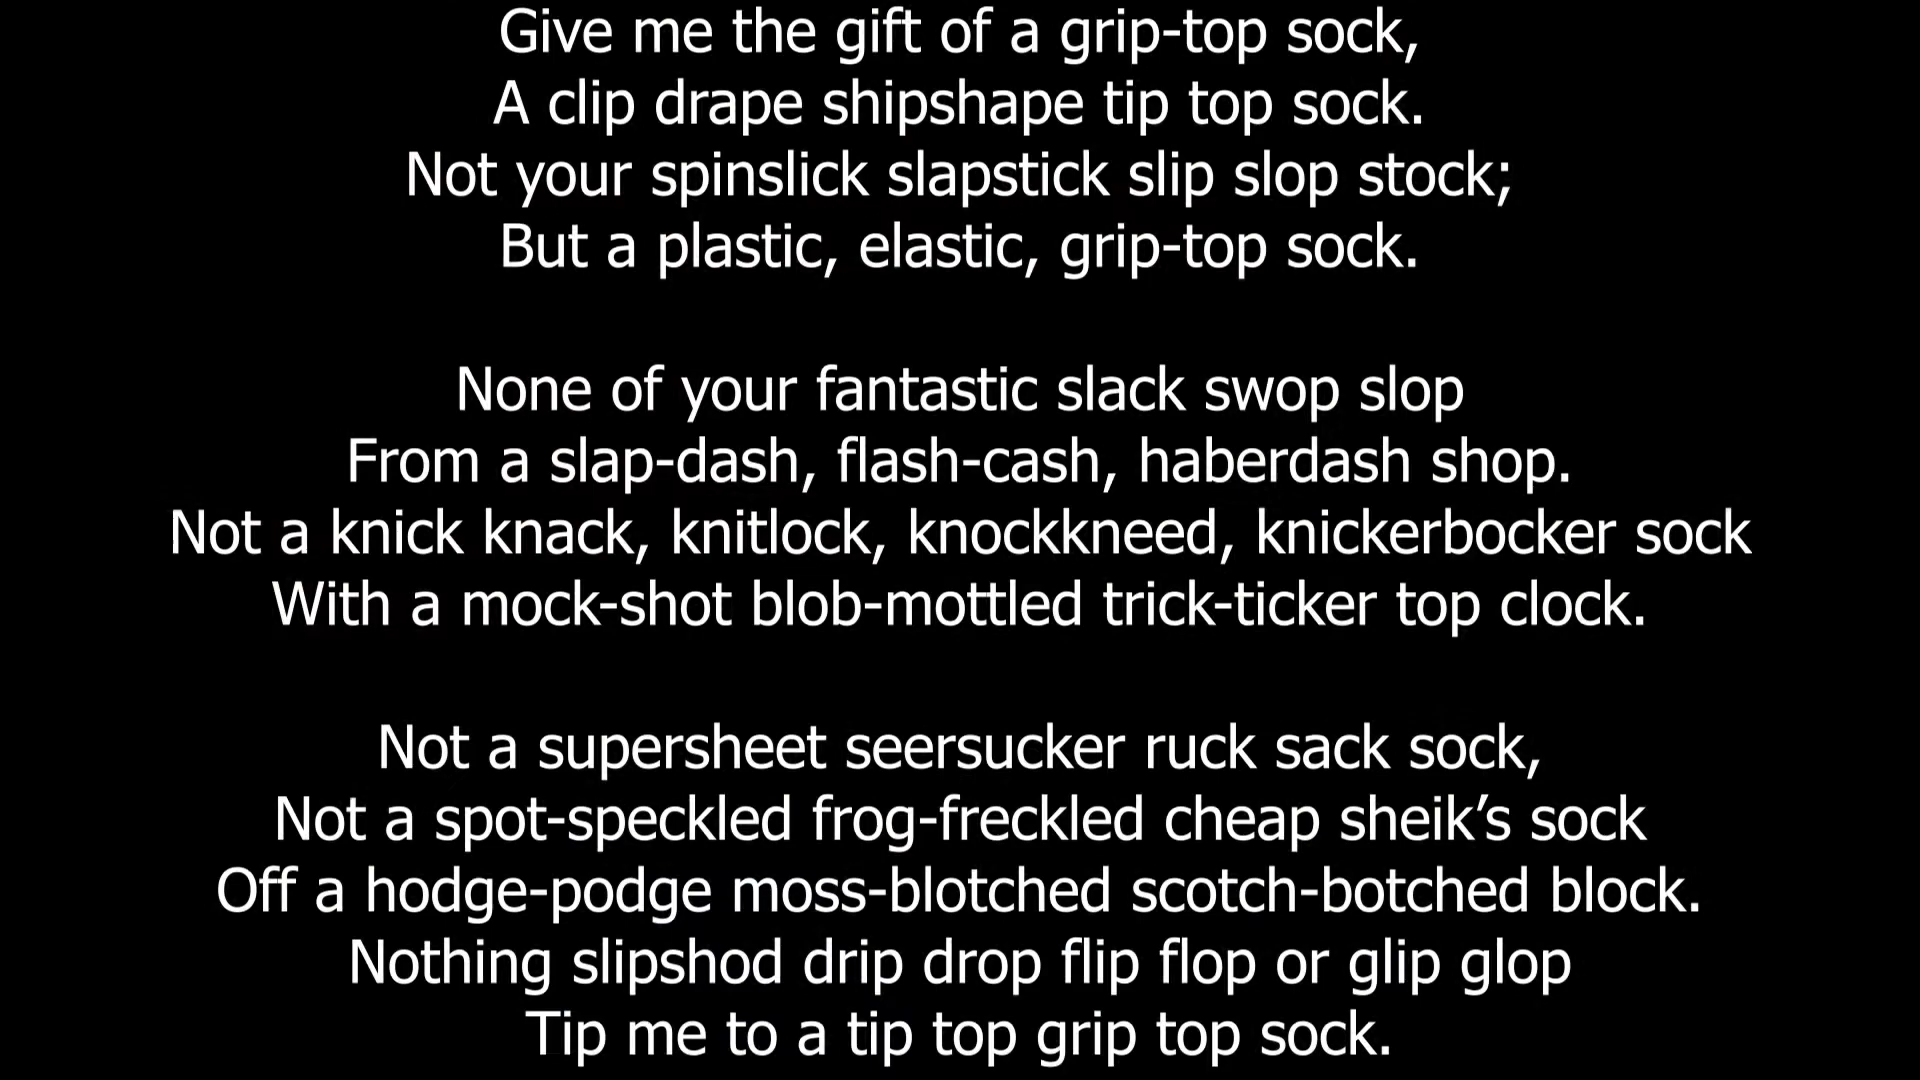 Give me the gift of a grip-top sock,
A clip drape shipshape tip top sock.
Not your spinslick slapstick slip slop stock;
But a plastic, elastic, grip-top sock.
None of your fantastic slack swop slop
From a slap-dash, flash-cash, haberdash shop.
Not a knick knack, knitlock, knockkneed, knickerbocker sock
With a mock-shot blob-mottled trick-ticker top clock.
Not a supersheet seersucker ruck sack sock,
Not a spot-speckled frog-freckled cheap sheik’s sock
Off a hodge-podge moss-blotched scotch-botched block.
Nothing slipshod drip drop flip flop or glip glop
Tip me to a tip top grip top sock.